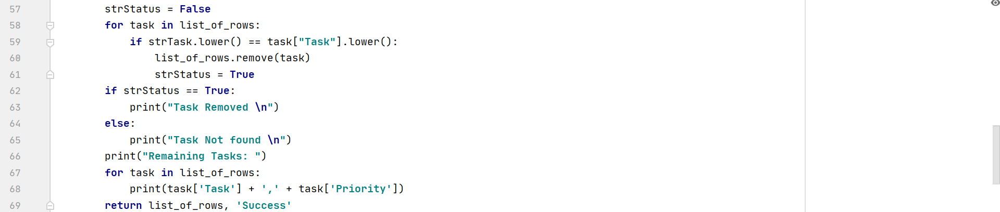 57 strStatus = False
58 for task in list_of_rows:
59 if strTask.lower() == task["Task"].lower():
60 list_of_rows.remove(task)
61 strStatus = True
62 if strStatus == True:
63 print("Task Removed \n")
64 else:
65 print("Task Not found \n")
66 print("Remaining Tasks: ")
67 for task in list_of_rows:
68 print(task['Task'] + ',' + task['Priority'])
69 return list_of_rows, 'Success'